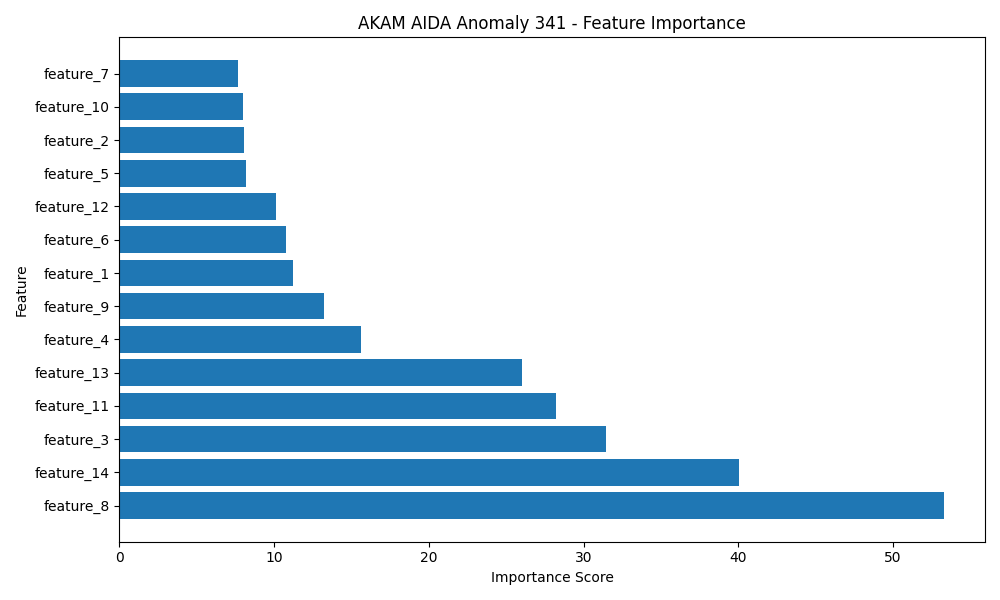 AKAM AIDA Anomaly 341 - Feature Importance
feature_7
feature_10
feature_2
feature_5
feature_12
feature_6
feature_1
feature_9
feature_4
feature_13
feature_11
feature_3
feature_14
feature_8
Feature
0 10 20 30 40 50
Importance Score